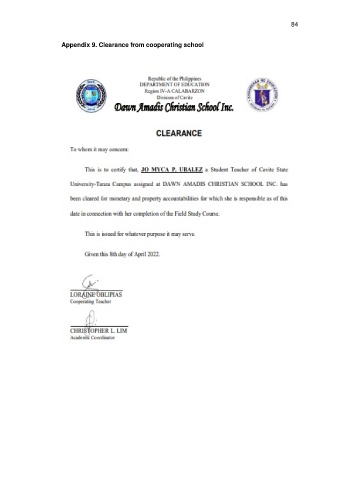 84
Appendix 9. Clearance from cooperating school
Republic of the Philippines
DEPARTMENT OF EDUCATION
Region IV-A CALABARZON
Division of Cavite
Dawn Amadis Christian School Inc.
CLEARANCE
To whom it may concern:
This is to certify that, JO MYCA P. UBALEZ a Student Teacher of Cavite State
University-Tanza Campus assigned at DAWN AMADIS CHRISTIAN SCHOOL INC. has
been cleared for monetary and property accountabilities for which she is responsible as of this
date in connection with her completion of the Field Study Course.
This is issued for whatever purpose it may serve.
Given this 8th day of April 2022.
LORAINE OBLIPIAS
Cooperating Teacher
CHRISTOPHER L. LIM
Academic Coordinator